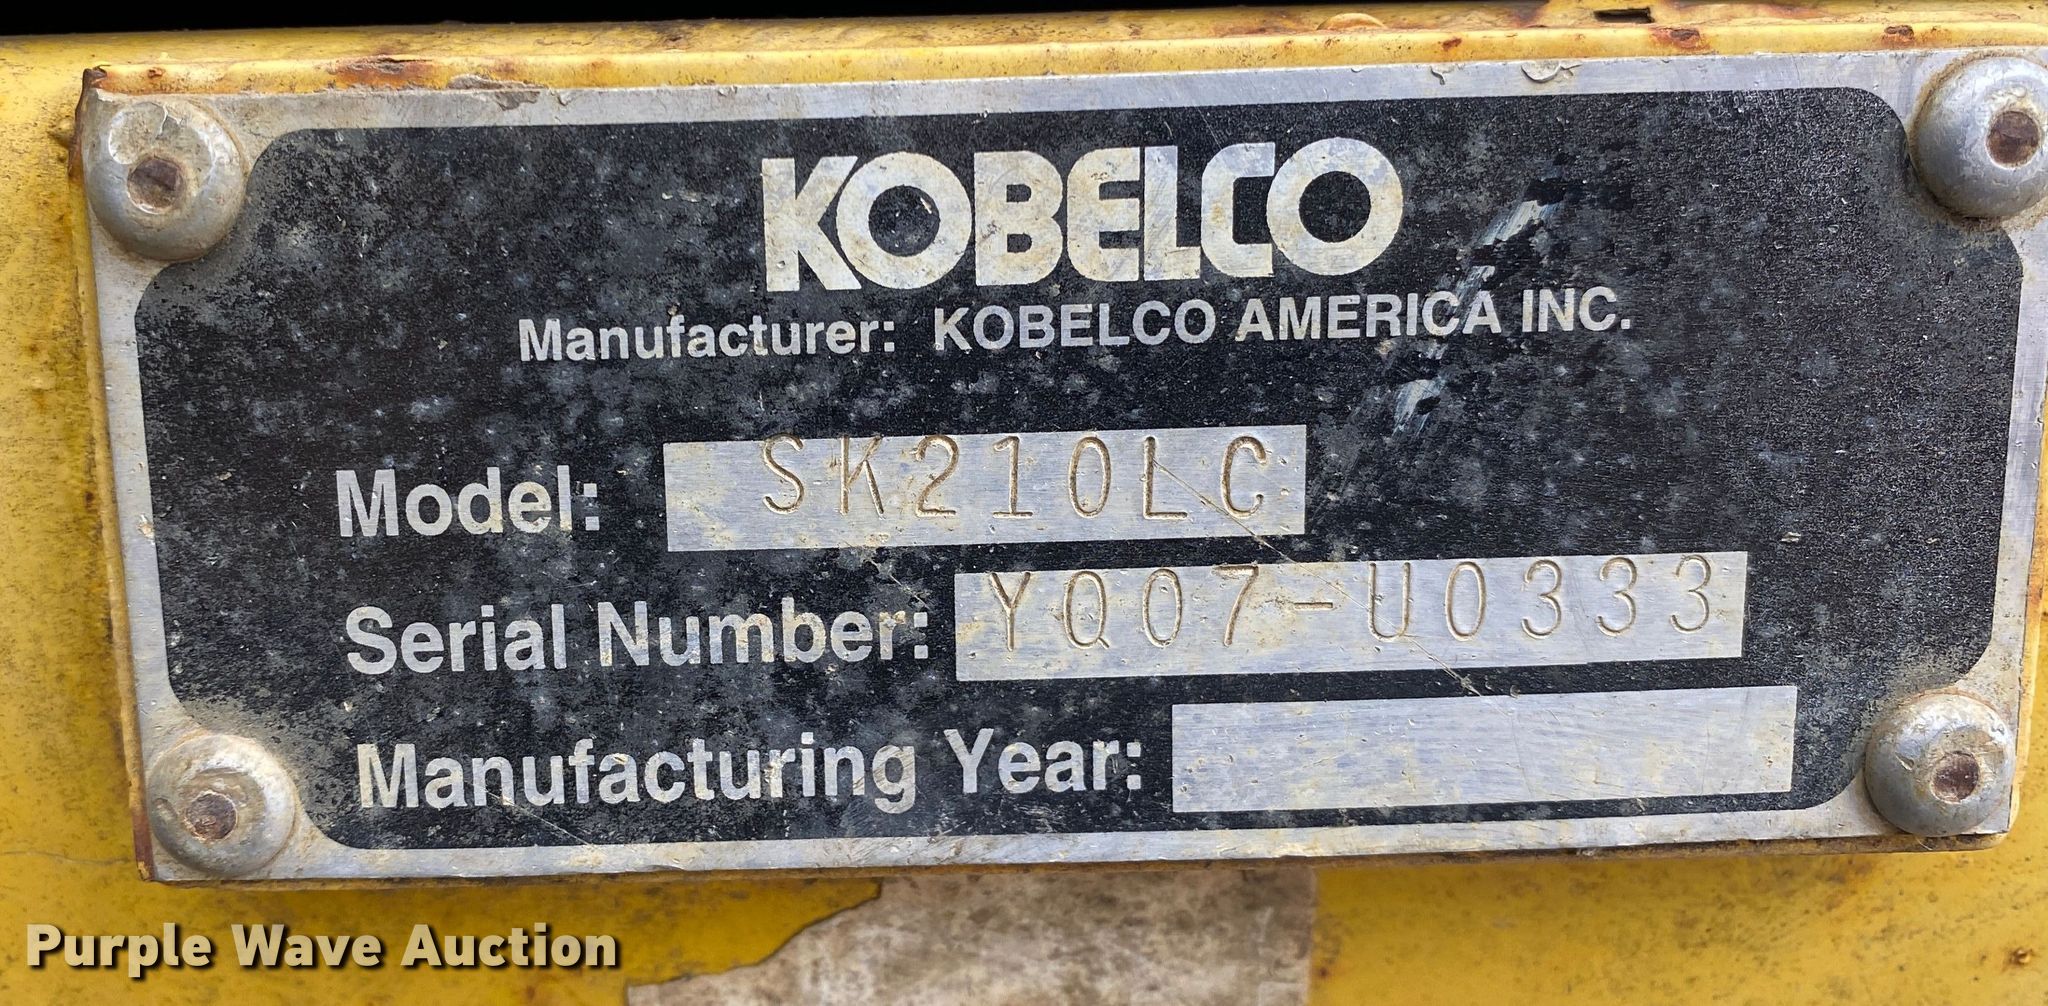 KOBELCO
Manufacturer: KOBELCO AMERICA INC.
Model: SK210LC
Serial Number: YQ07-U0333
Manufacturing Year:
Purple Wave Auction